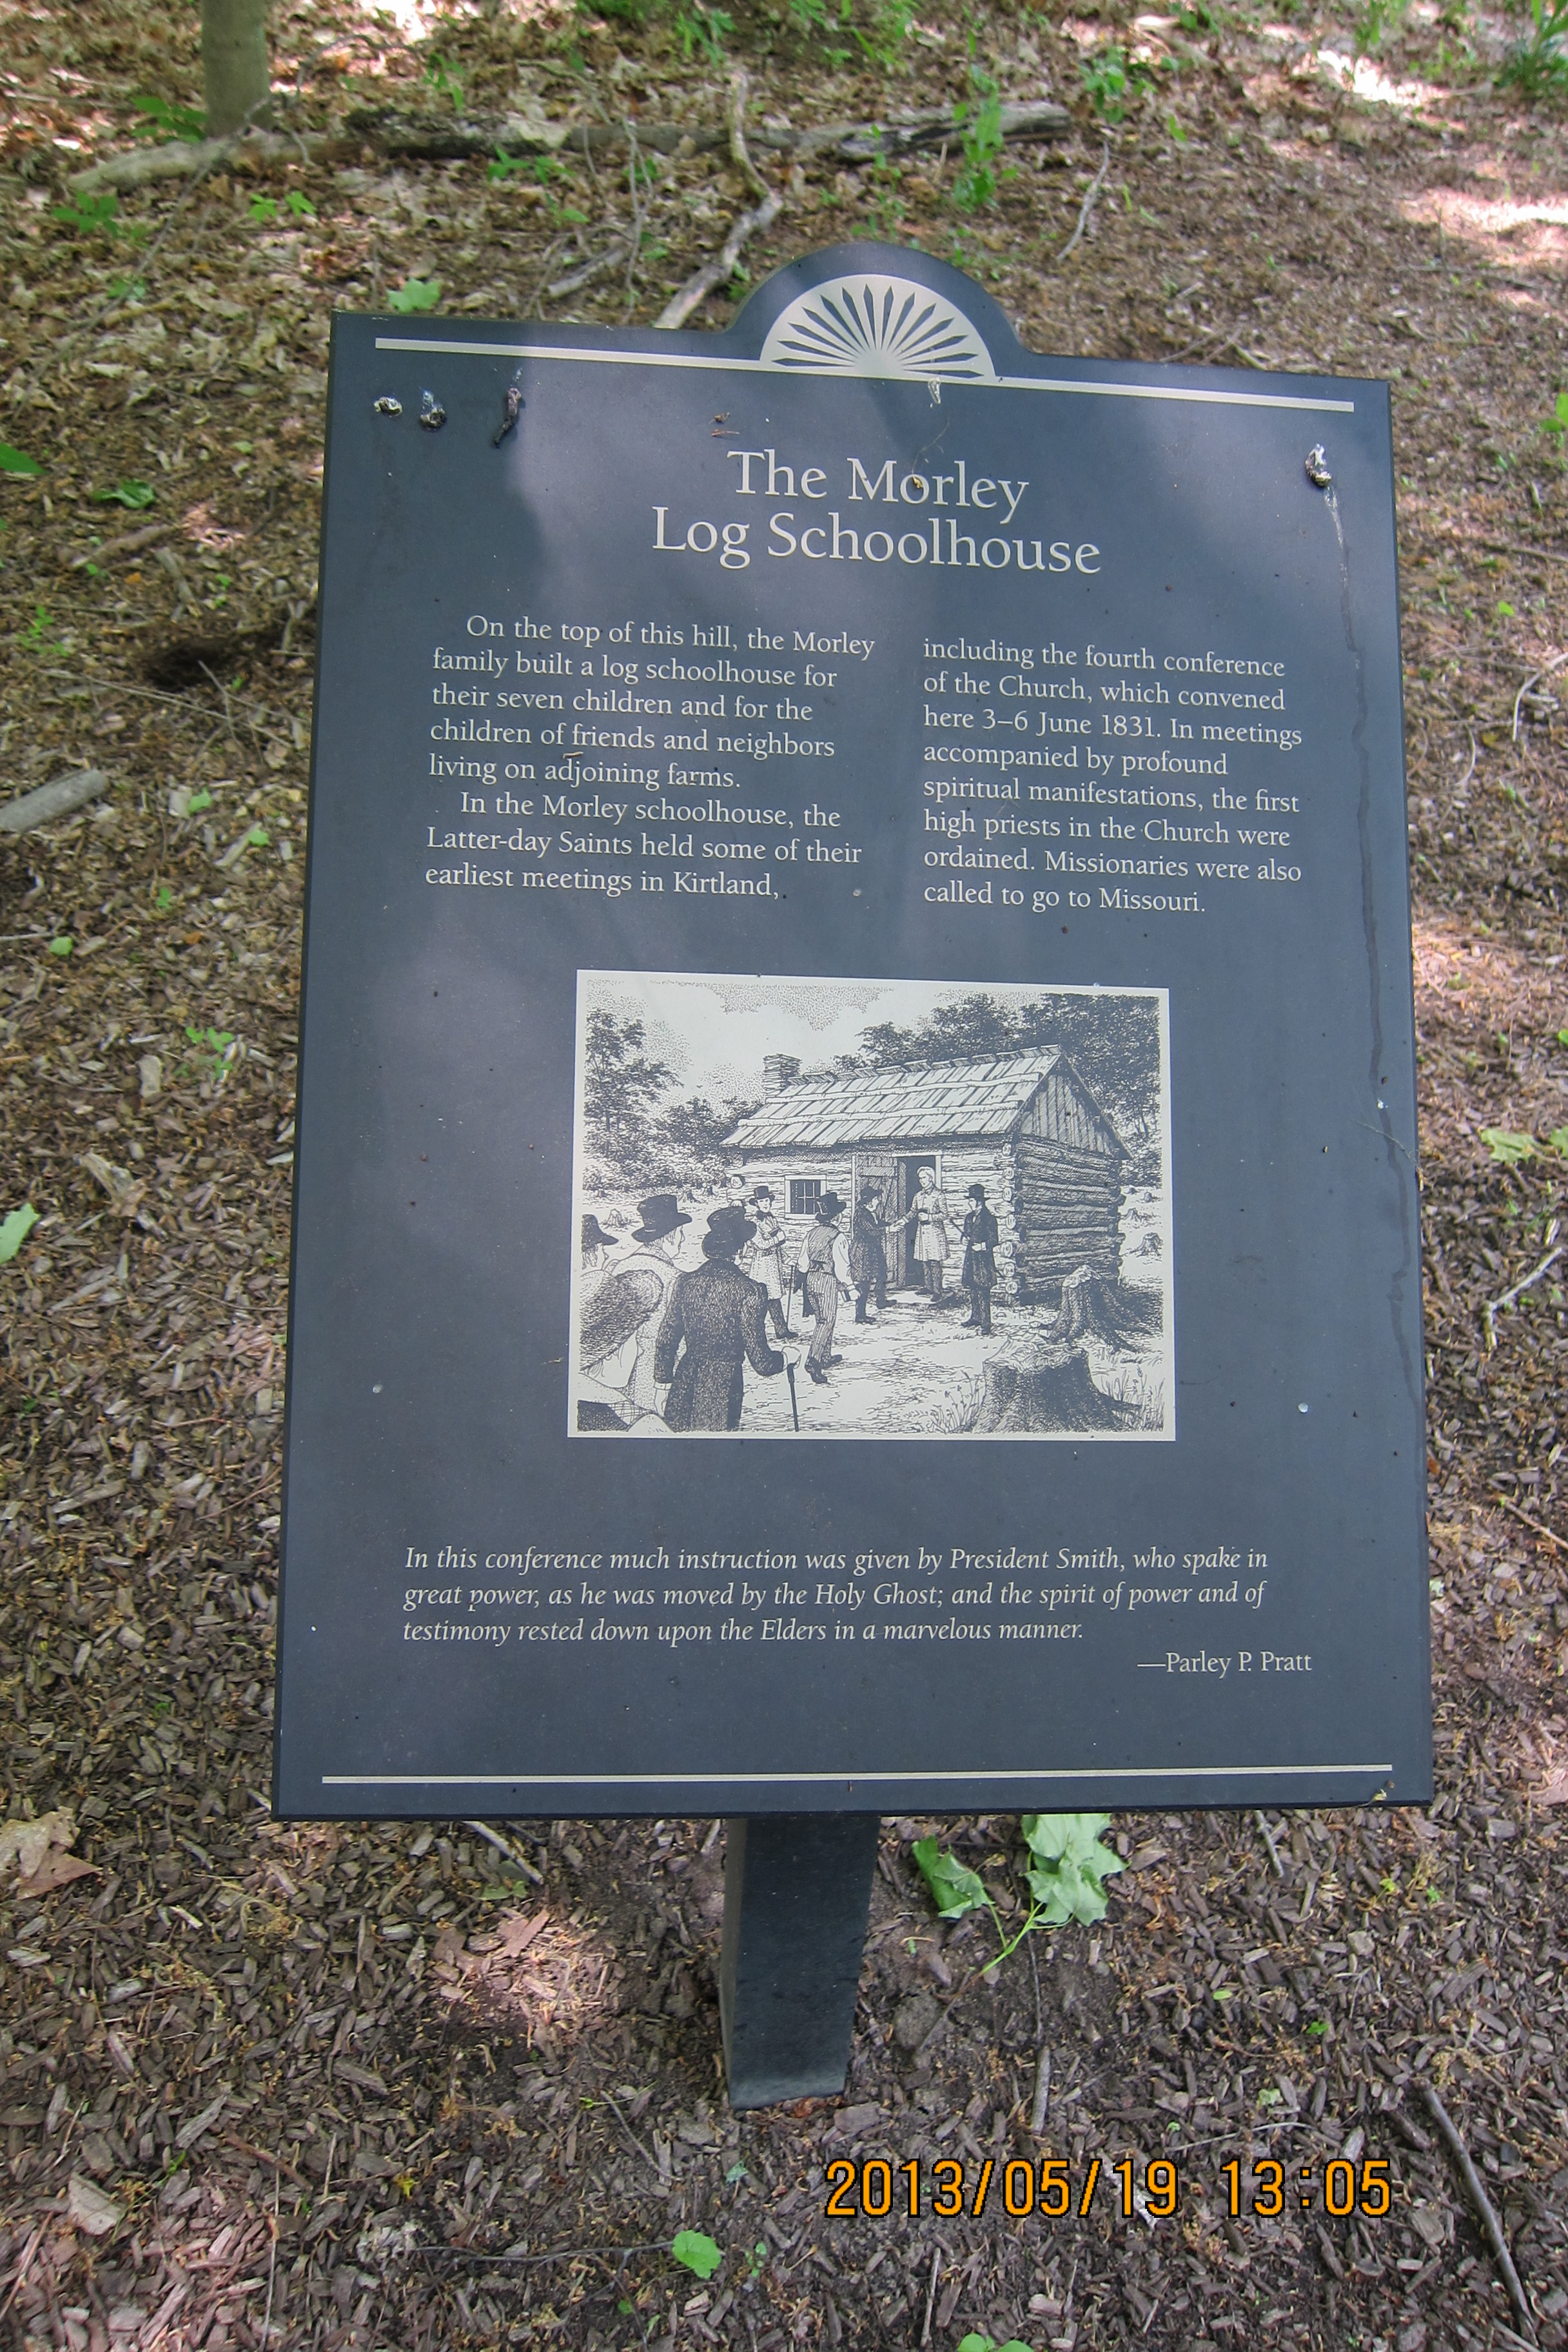 The Morley
Log Schoolhouse
On the top of this hill, the Morley
family built a log schoolhouse for
their seven children and for the
children of friends and neighbors
living on adjoining farms.
In the Morley schoolhouse, the
Latter-day Saints held some of their
earliest meetings in Kirtland,
including the fourth conference
of the Church, which convened
here 3–6 June 1831. In meetings
accompanied by profound
spiritual manifestations, the first
high priests in the Church were
ordained. Missionaries were also
called to go to Missouri.
In this conference much instruction was given by President Smith, who spake in
great power, as he was moved by the Holy Ghost; and the spirit of power and of
testimony rested down upon the Elders in a marvelous manner.
—Parley P. Pratt
2013/05/19 13:05